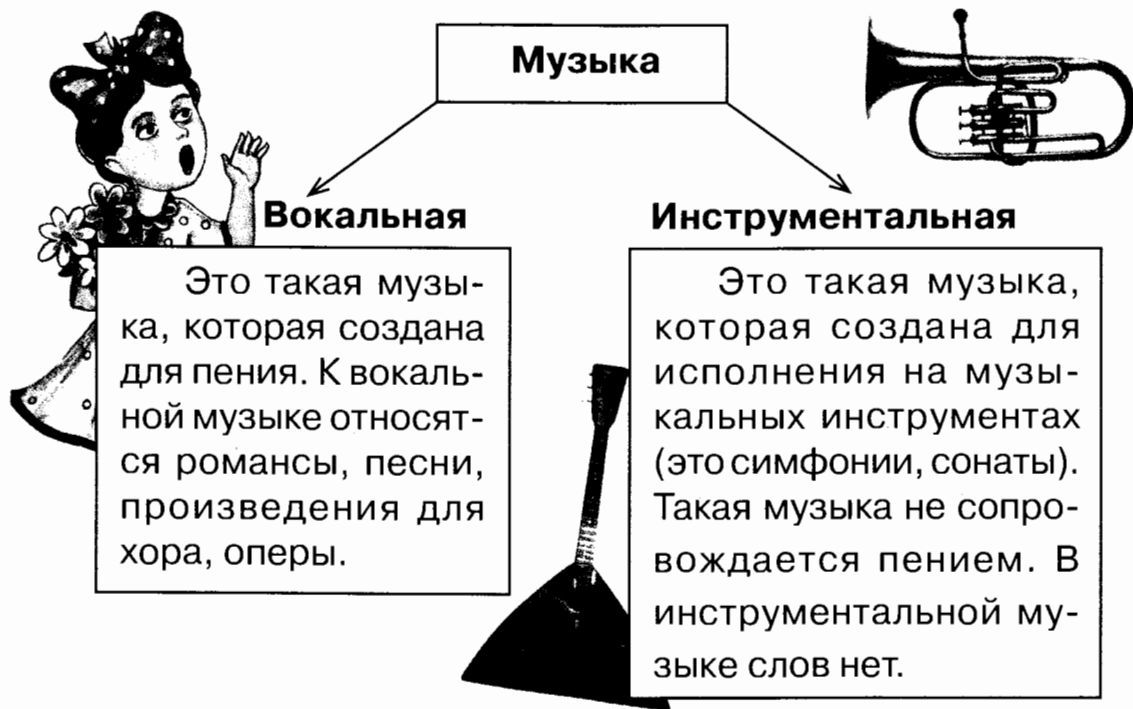 Музыка
Вокальная
Это такая музы-
ка, которая создана
для пения. К вокаль-
ной музыке относят-
ся романсы, песни,
произведения для
хора, оперы.
Инструментальная
Это такая музыка,
которая создана для
исполнения на музы-
кальных инструментах
(это симфонии, сонаты).
Такая музыка не сопро-
вождается пением. В
инструментальной му-
зыке слов нет.